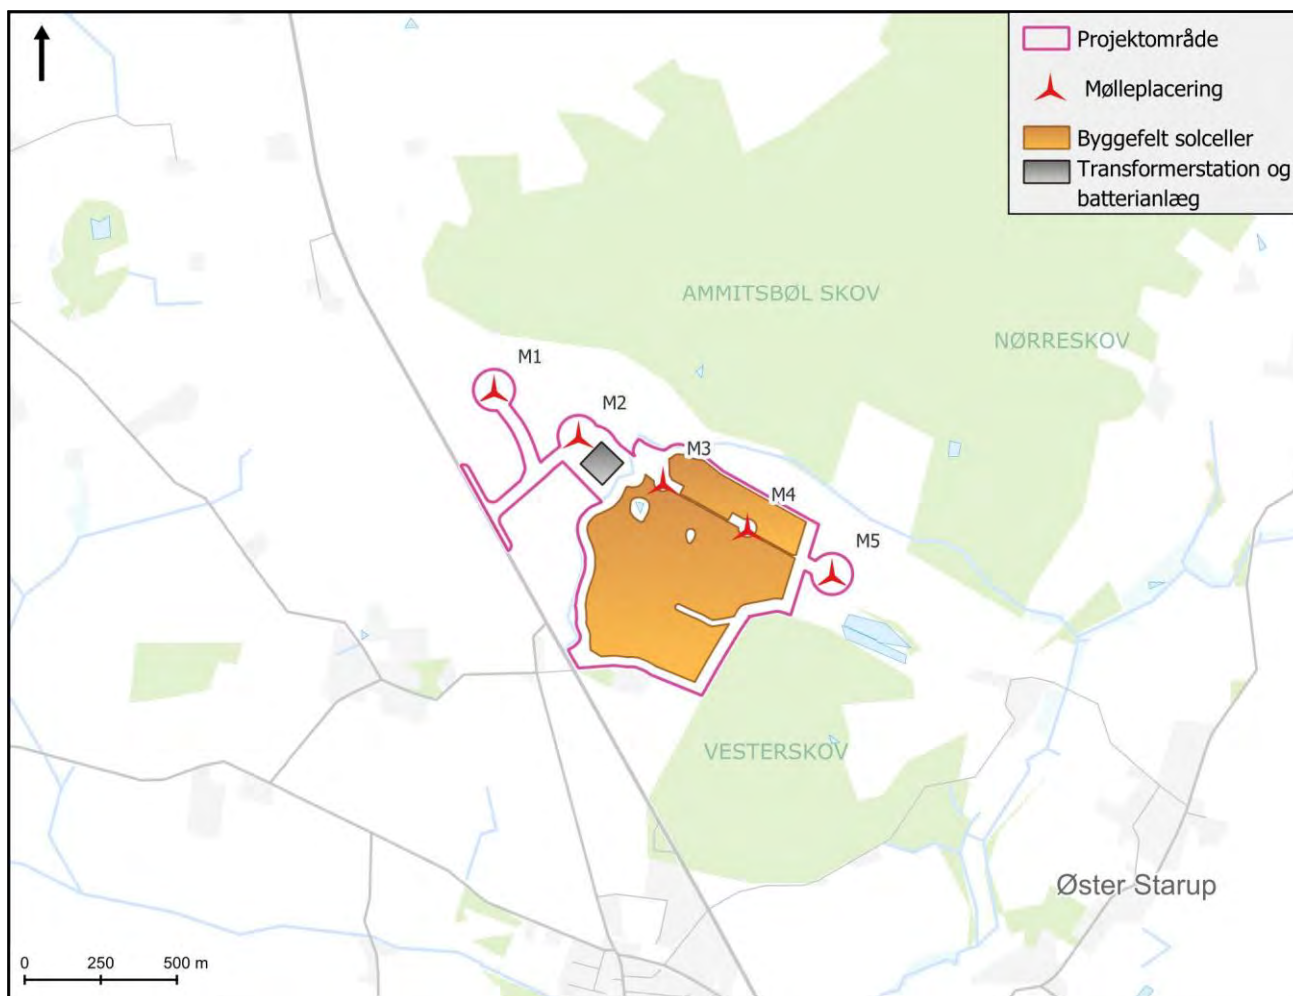 Projektområde
Mølleplacering
Byggefelt solceller
Transformerstation og
batterianlæg
AMMITSBØL SKOV
NØRRESKOV
M1
M2
M3
M4
M5
VESTERSKOV
Øster Starup
0 250 500 m